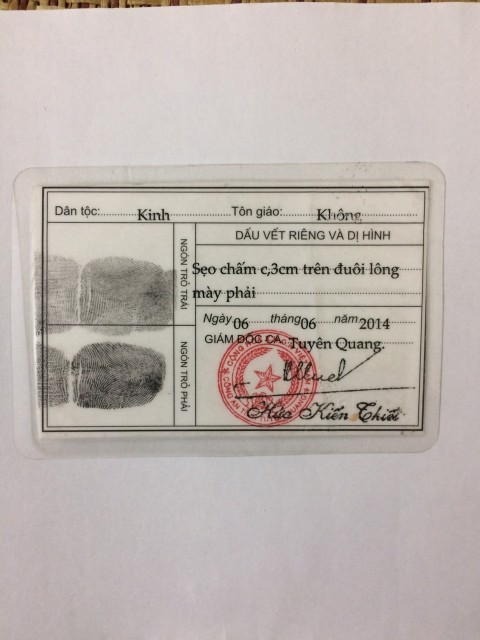 Dân tộc: Kinh Tôn giáo: Không
DẤU VẾT RIÊNG VÀ DỊ HÌNH
NGÓN TRỎ TRÁI
Sẹo chấm c,3cm trên đuôi lông
mày phải
Ngày 06 tháng 06 năm 2014
GIÁM ĐỐC CA Tuyên Quang.
NGÓN TRỎ PHẢI
Hứa Kiến Thiết